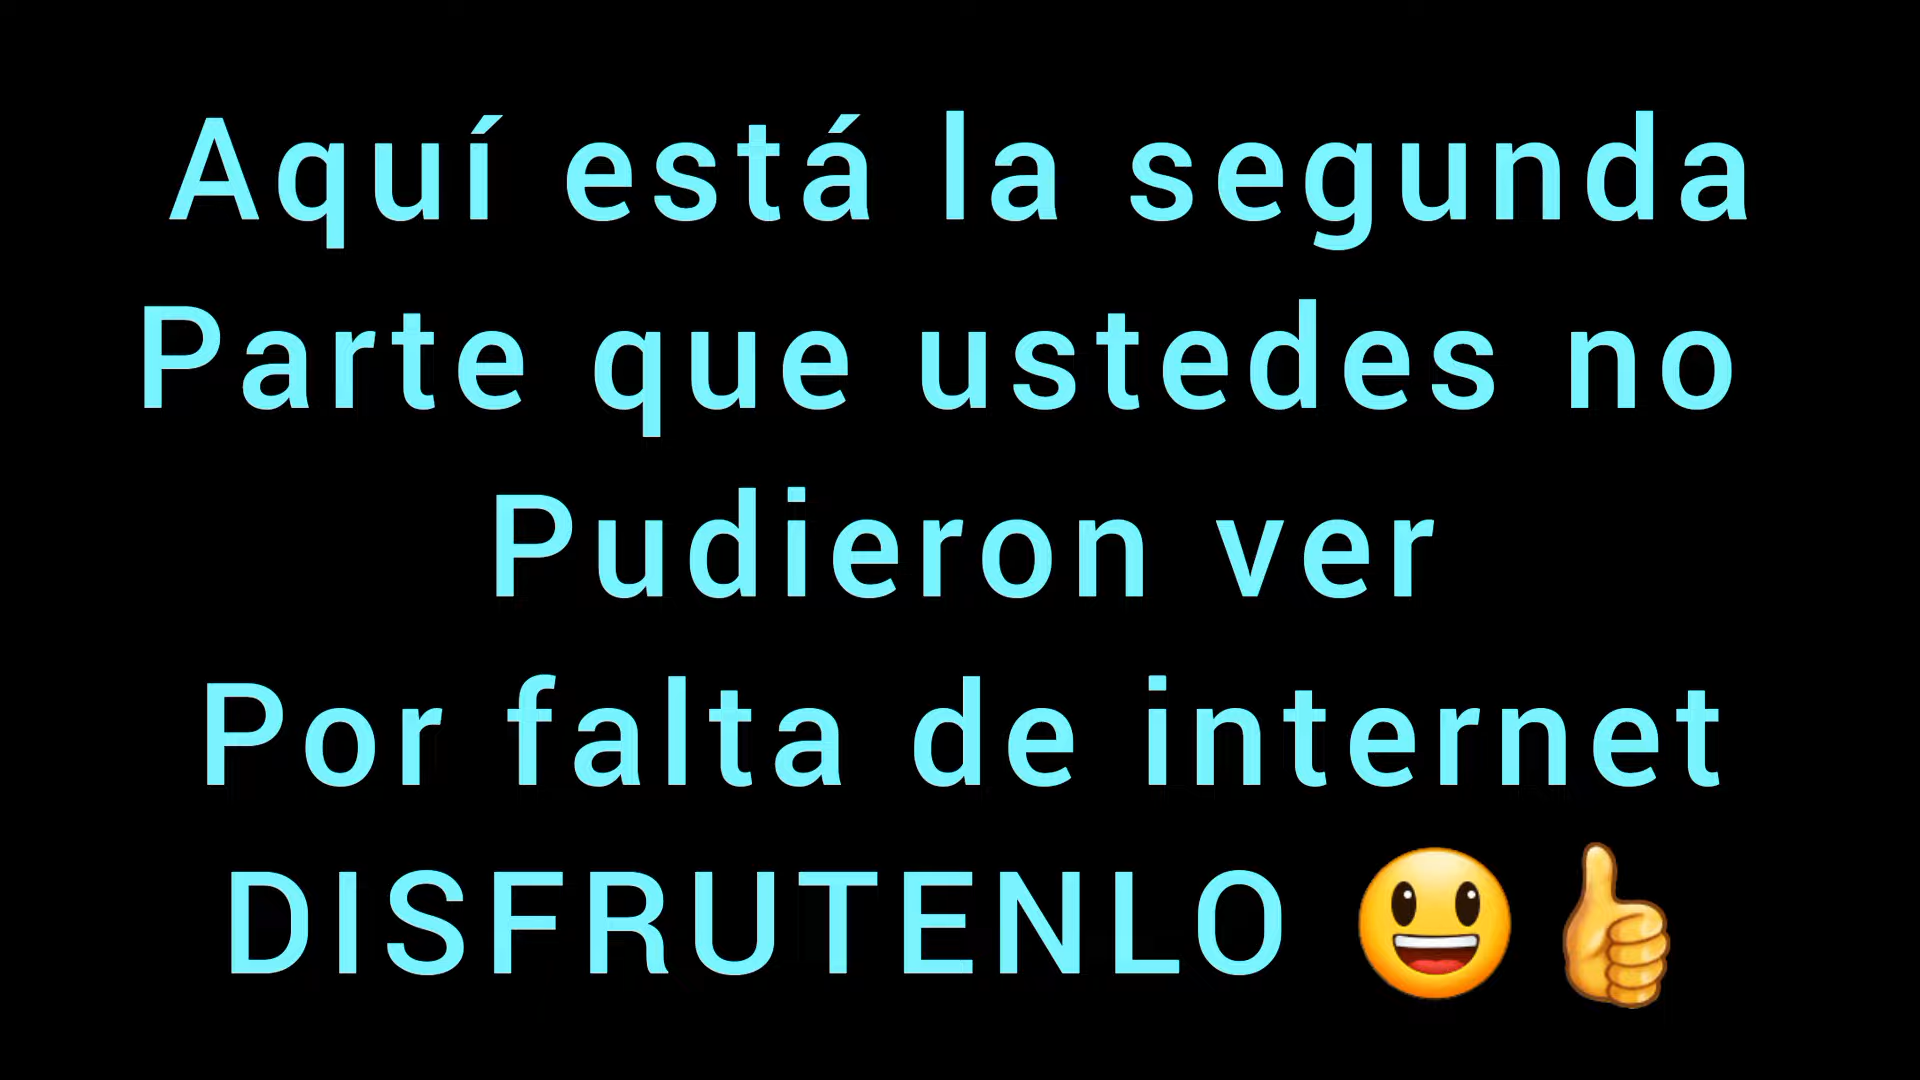 Aquí está la segunda
Parte que ustedes no
Pudieron ver
Por falta de internet
DISFRUTENLO 😃👍